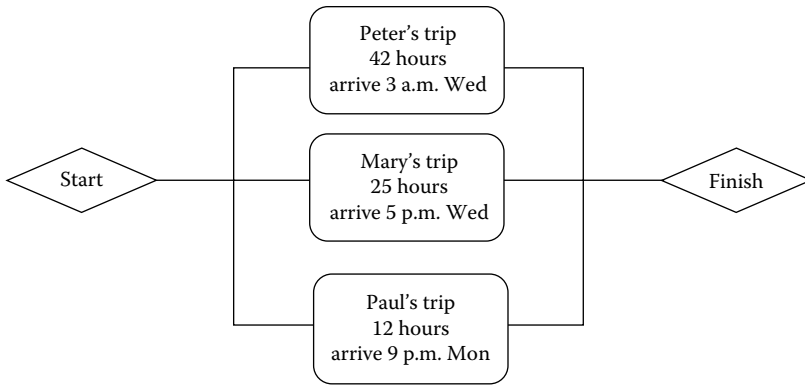 Start
Peter's trip
42 hours
arrive 3 a.m. Wed
Mary's trip
25 hours
arrive 5 p.m. Wed
Paul's trip
12 hours
arrive 9 p.m. Mon
Finish